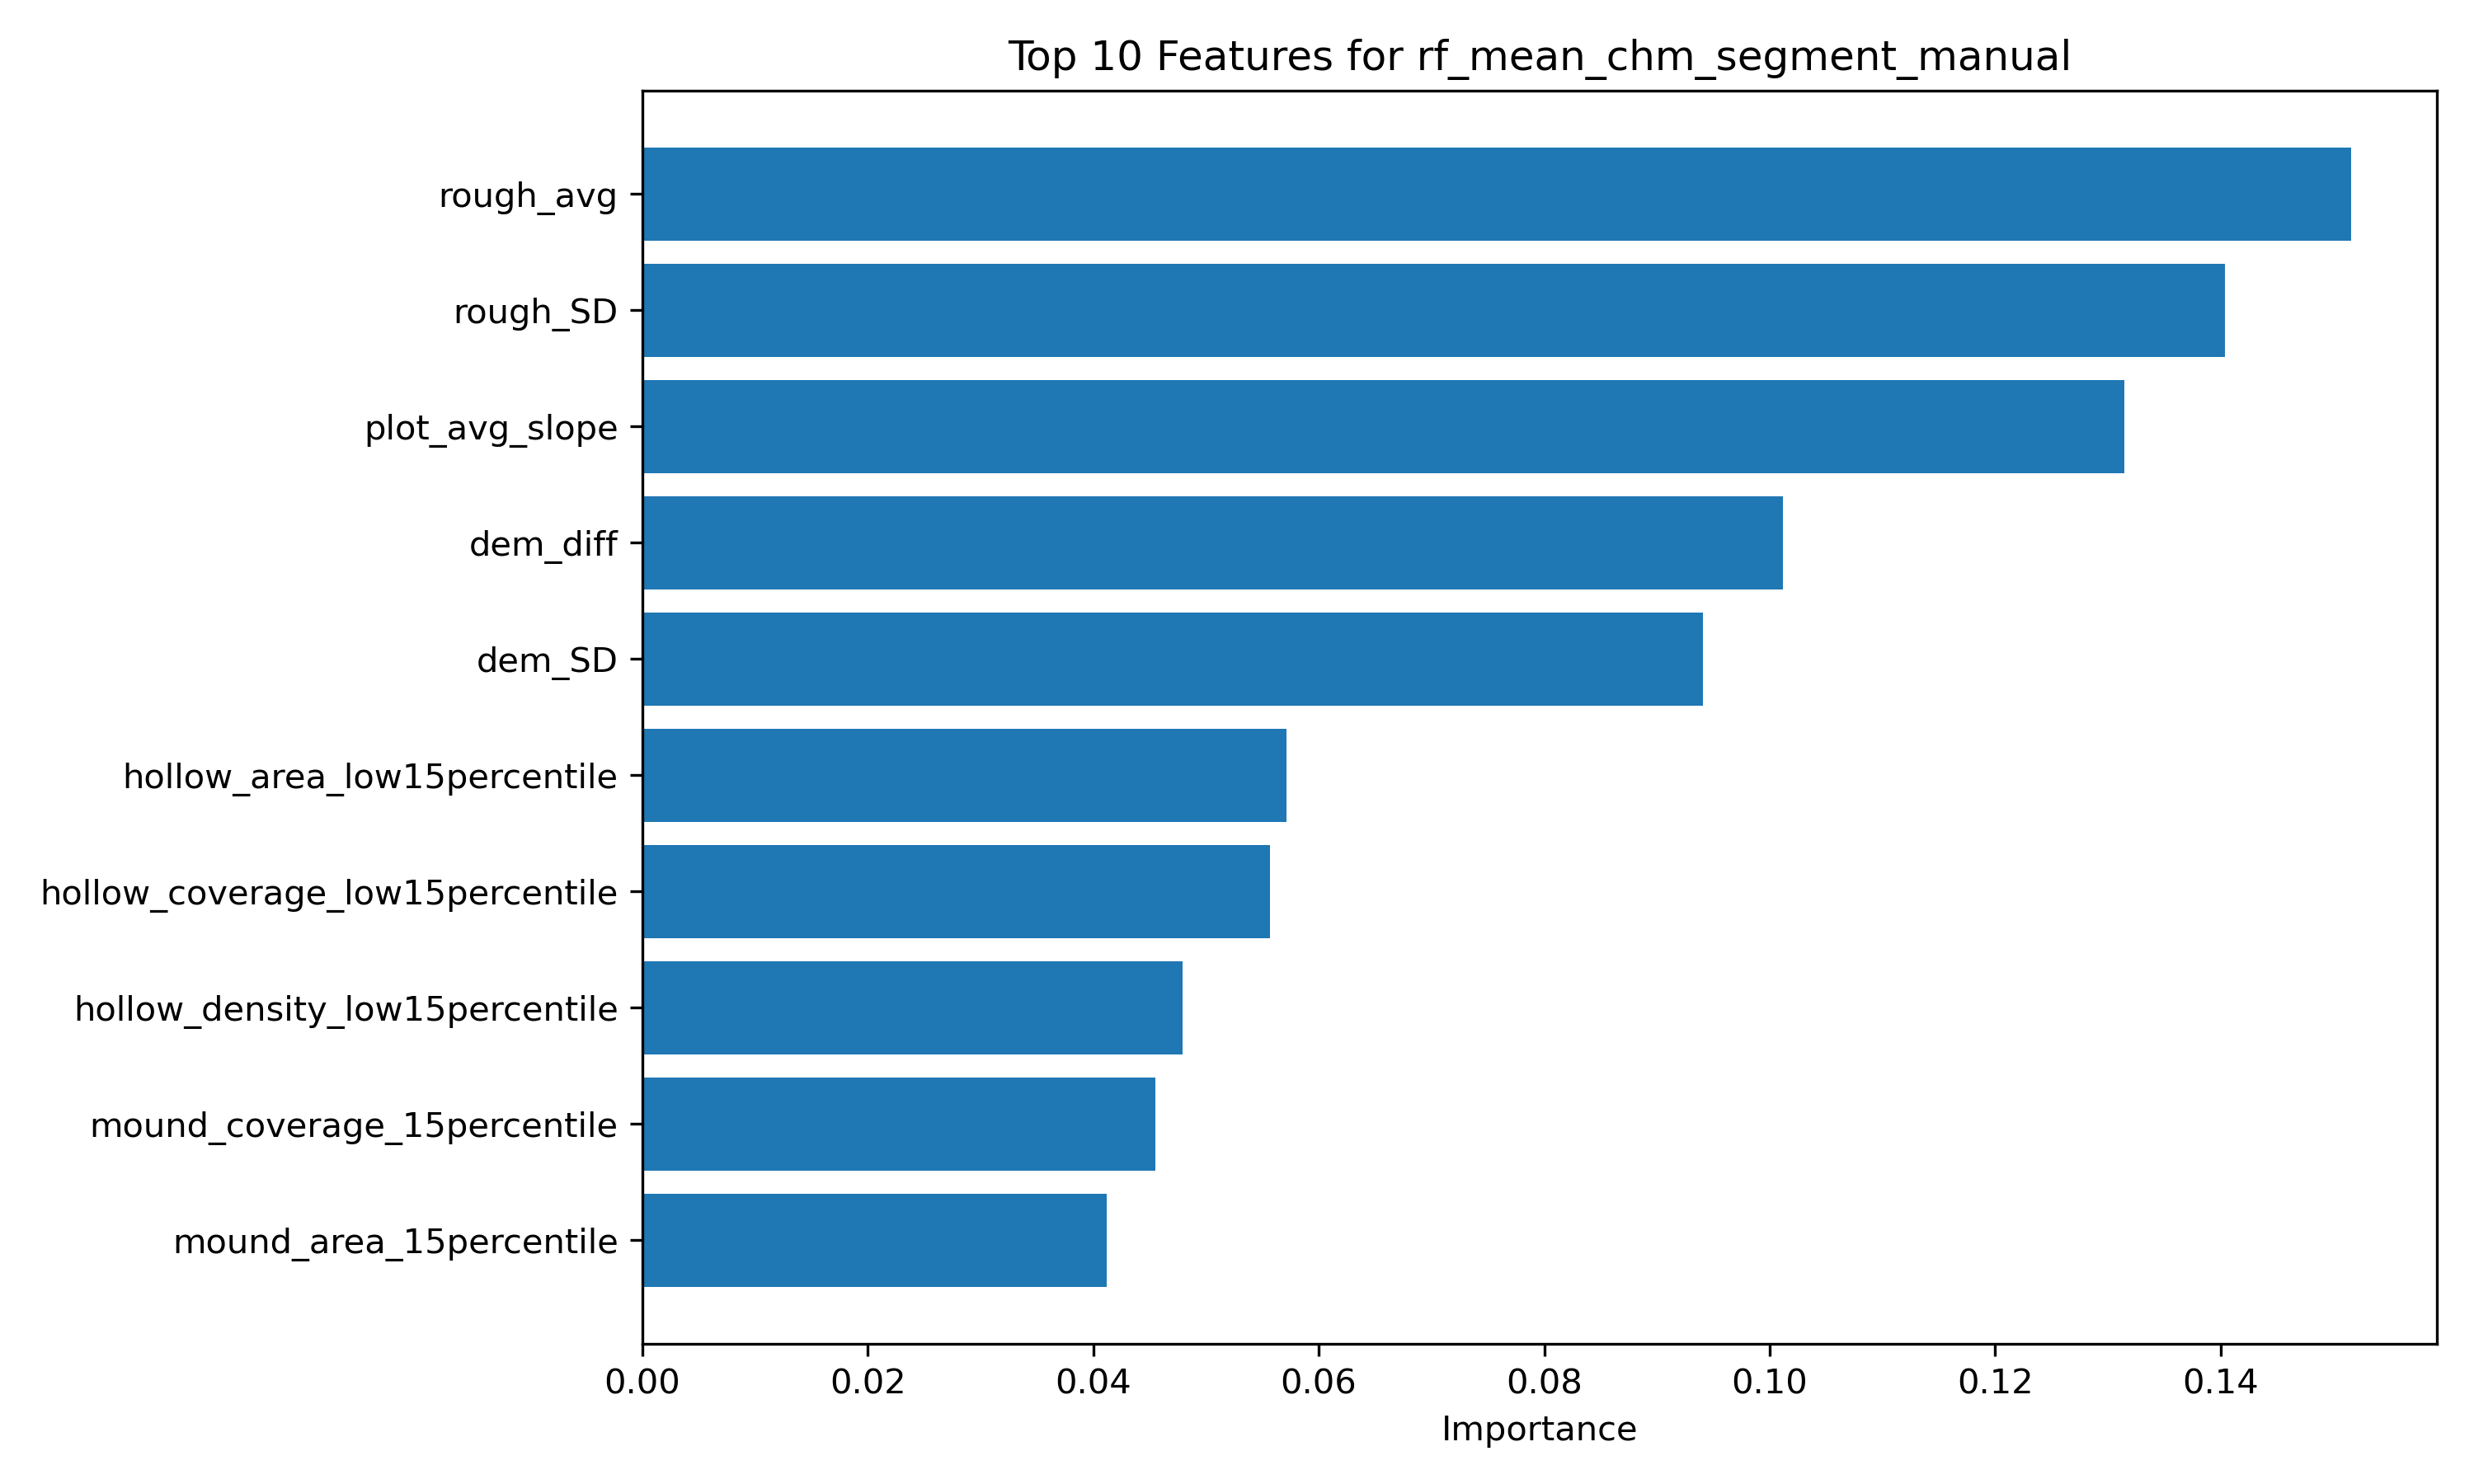 Top 10 Features for rf_mean_chm_segment_manual
rough_avg
rough_SD
plot_avg_slope
dem_diff
dem_SD
hollow_area_low15percentile
hollow_coverage_low15percentile
hollow_density_low15percentile
mound_coverage_15percentile
mound_area_15percentile
0.00 0.02 0.04 0.06 0.08 0.10 0.12 0.14
Importance